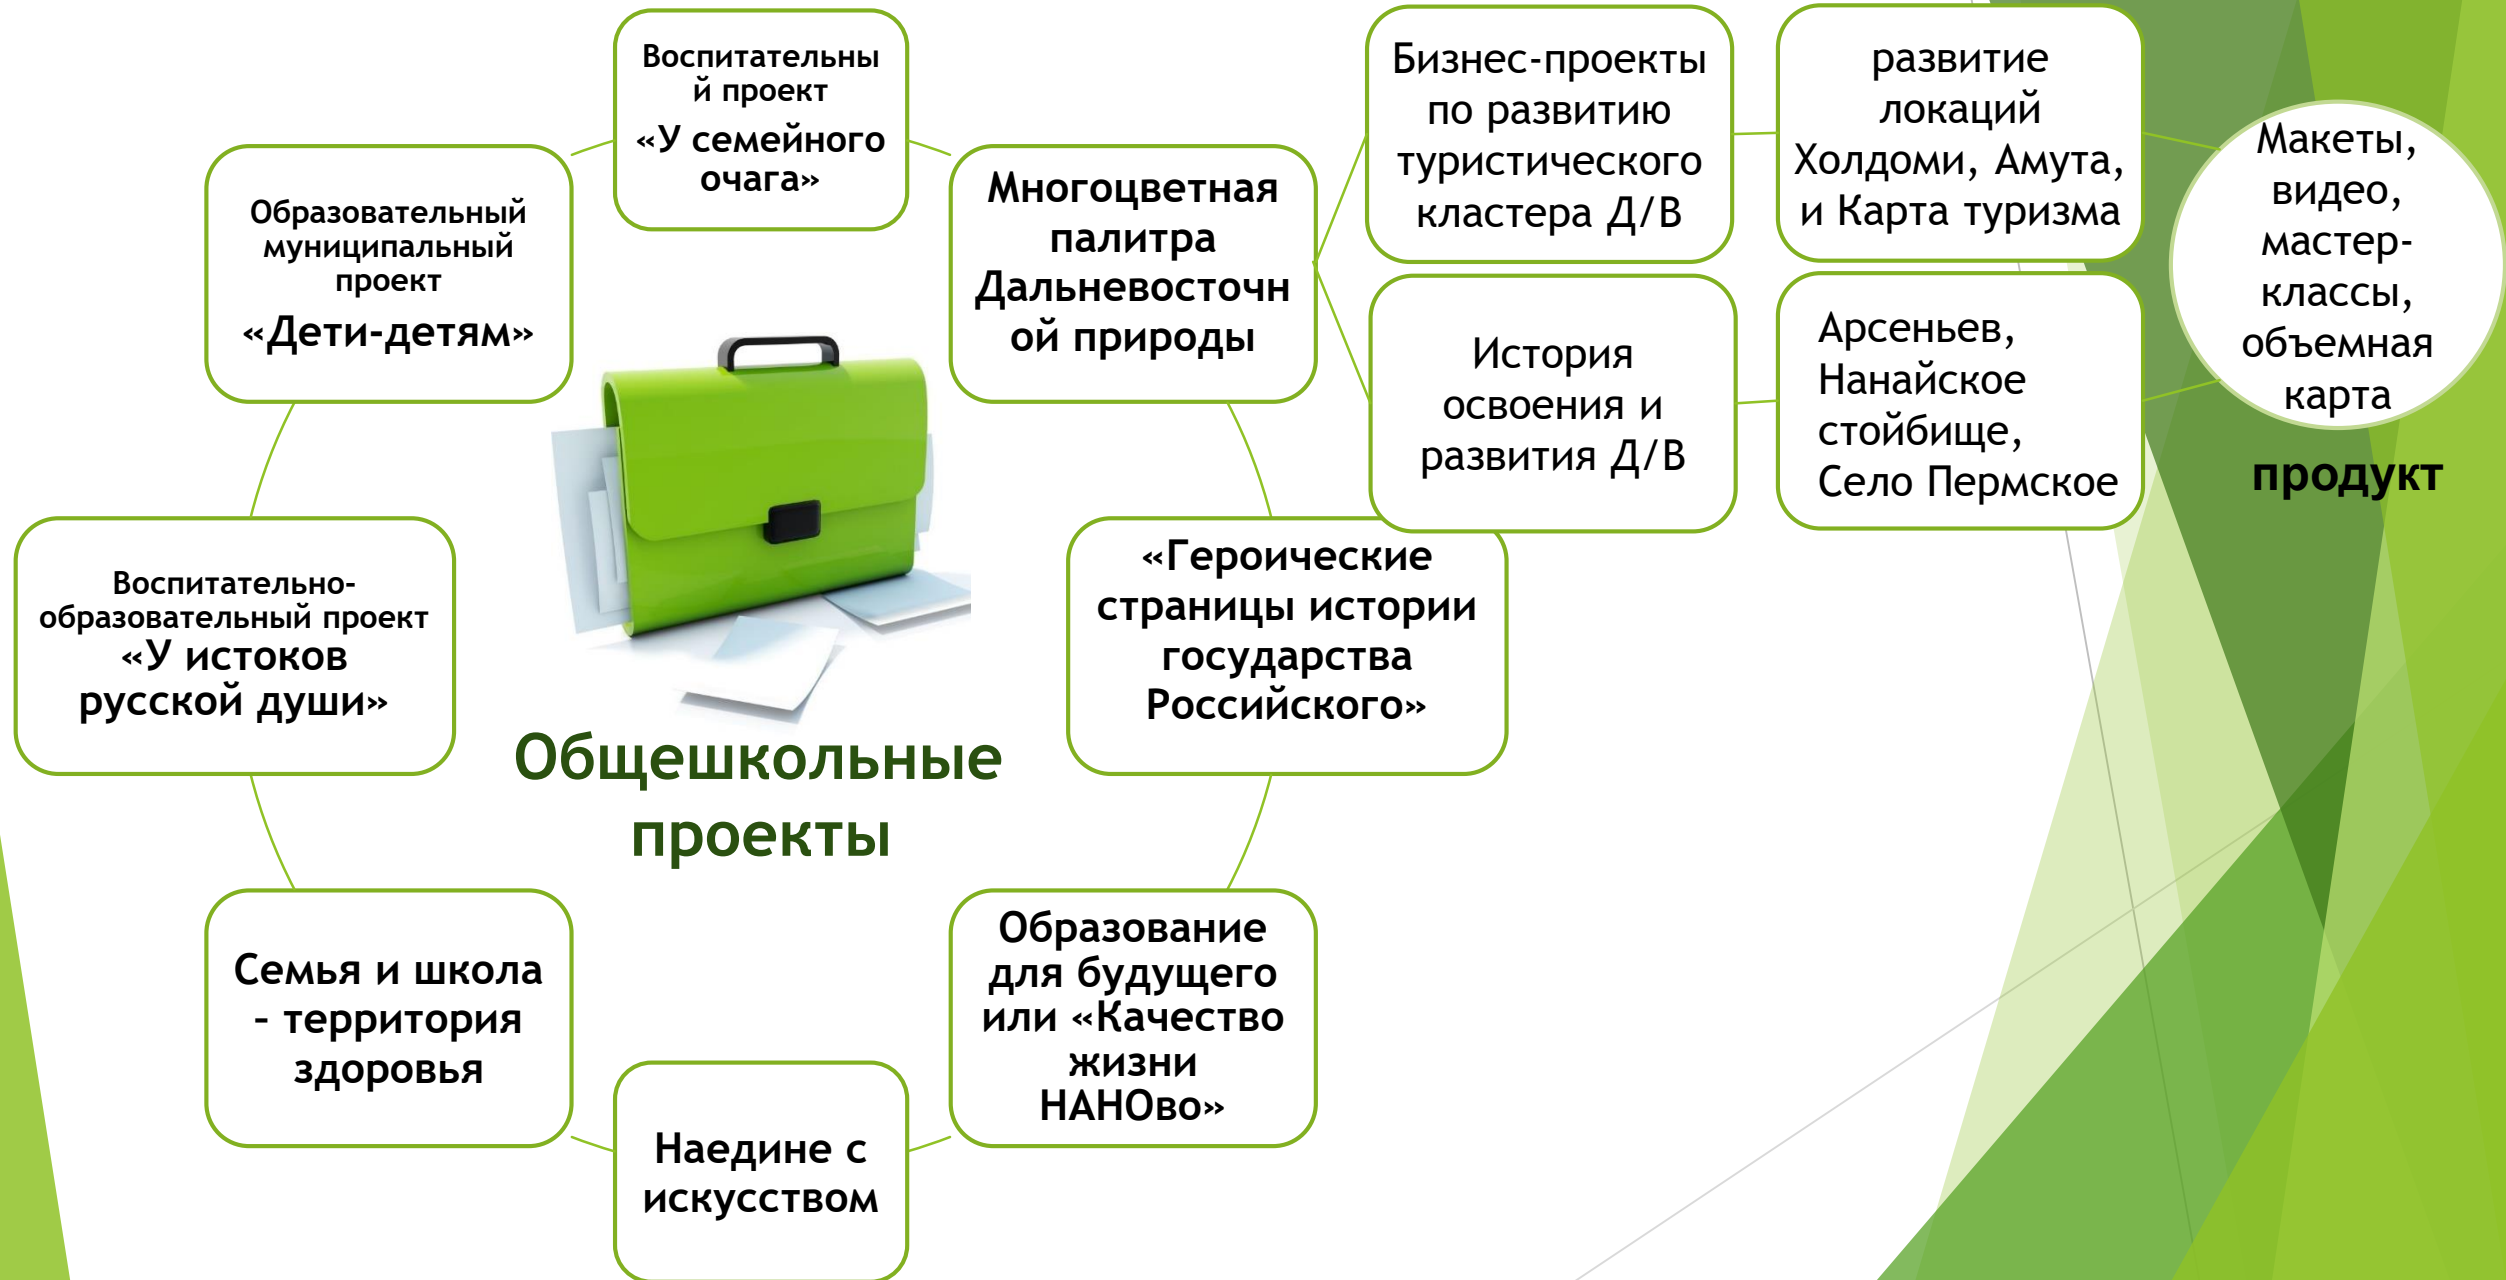 Воспитательны
й проект
«У семейного
очага»
Многоцветная
палитра
Дальневосточн
ой природы
Бизнес-проекты
по развитию
туристического
кластера Д/В
развитие
локаций
Холдоми, Амута,
и Карта туризма
История
освоения и
развития Д/В
Арсеньев,
Нанайское
стойбище,
Село Пермское
Макеты,
видео,
мастер-
классы,
объемная
карта
продукт
«Героические
страницы истории
государства
Российского»
Образование
для будущего
или «Качество
жизни
НАНОво»
Наедине с
искусством
Семья и школа
– территория
здоровья
Воспитательно-
образовательный проект
«У истоков
русской души»
Образовательный
муниципальный
проект
«Дети-детям»
Общешкольные
проекты